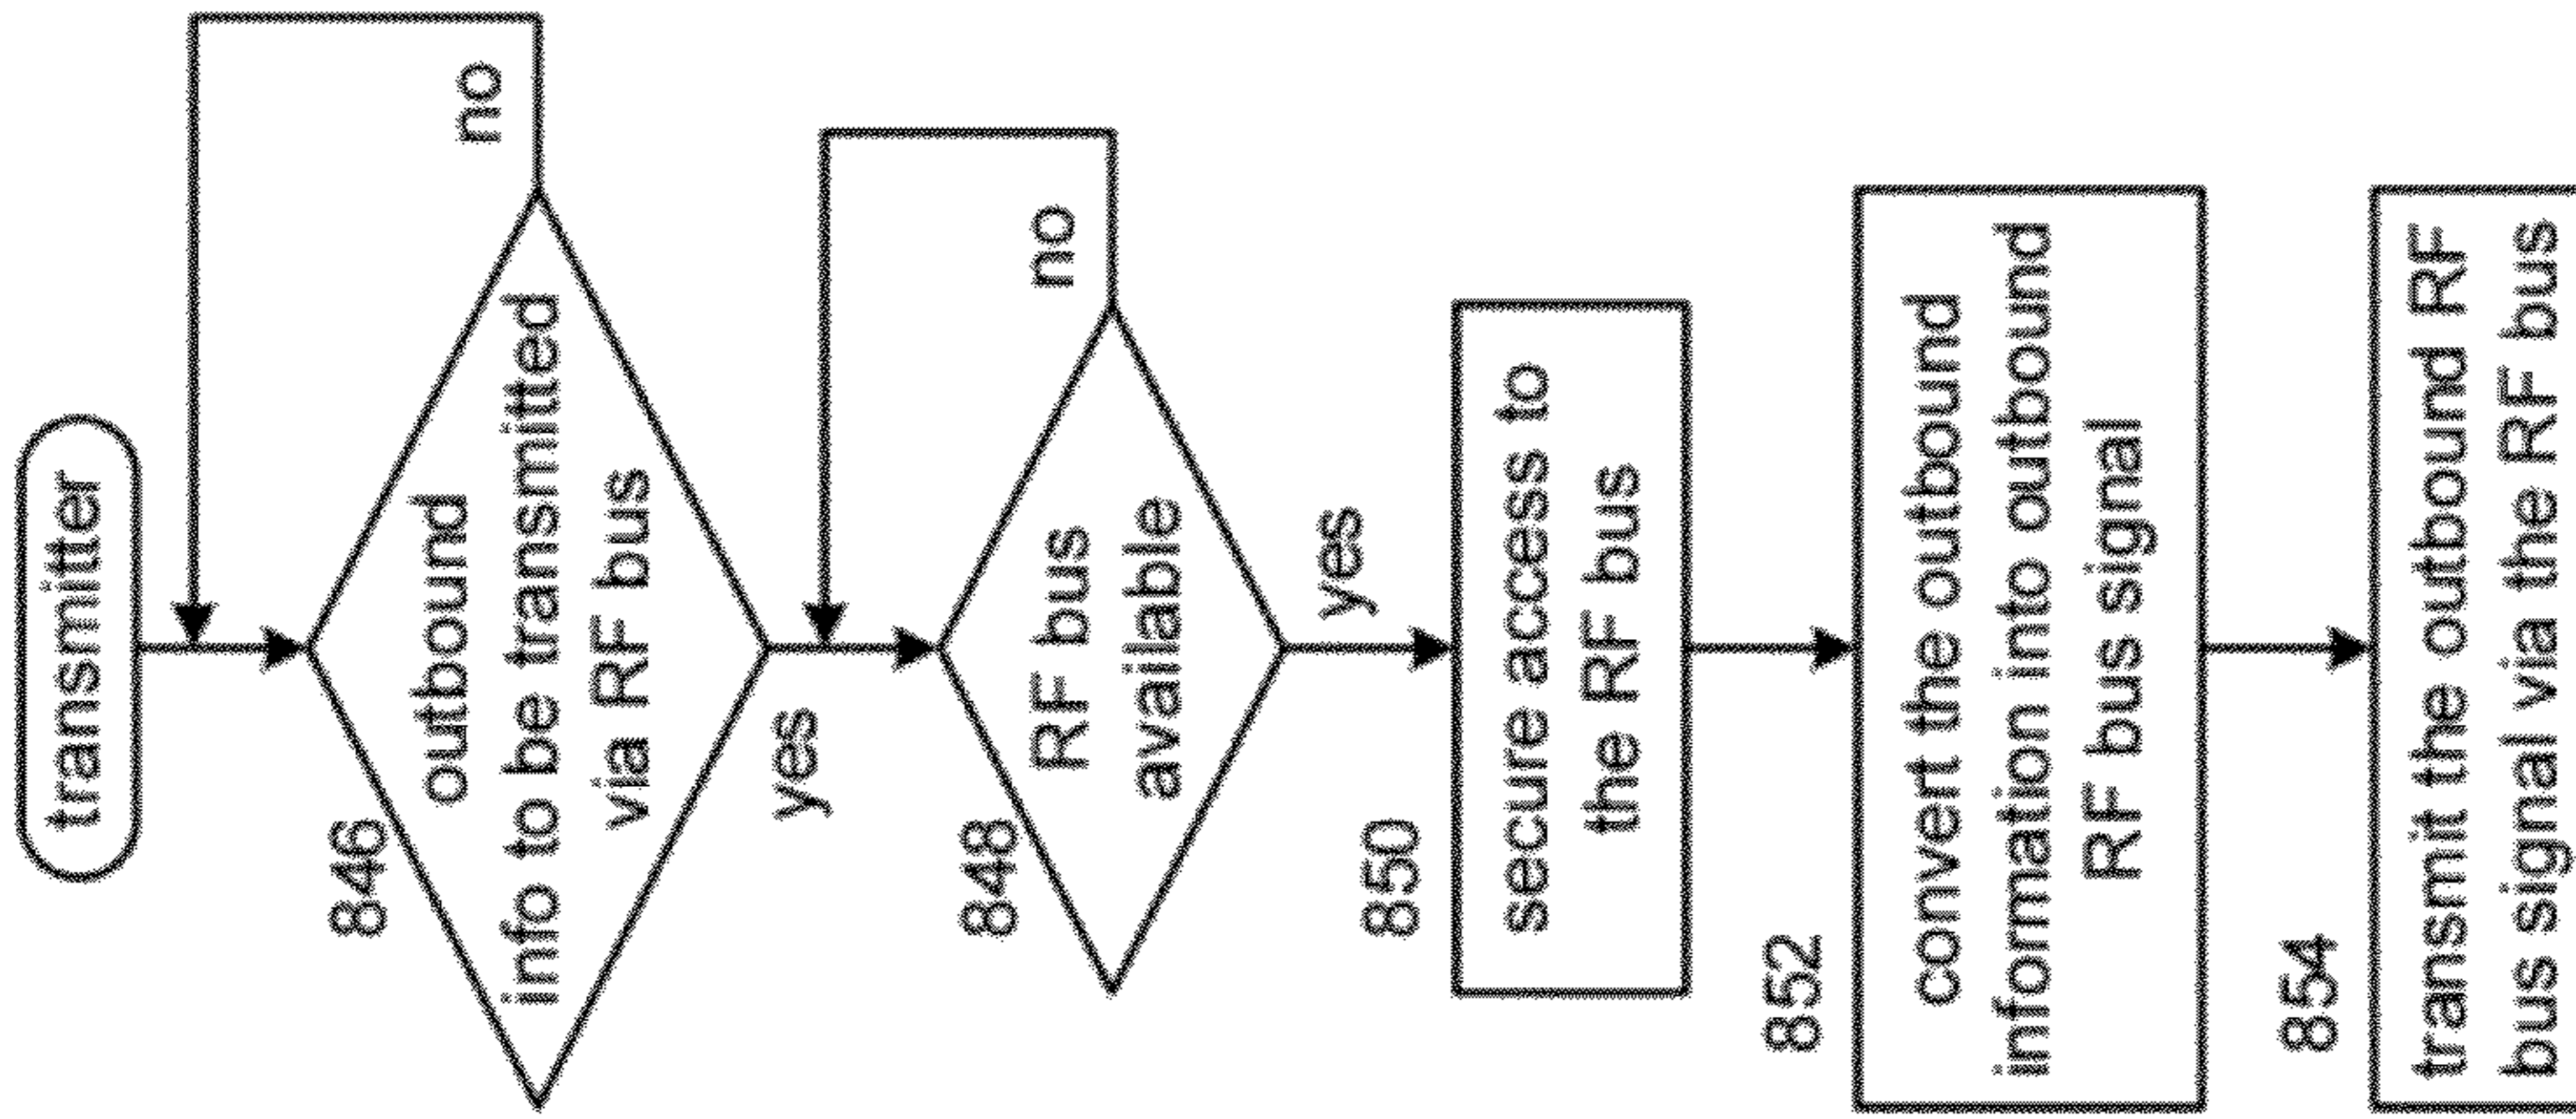 transmitter
846
outbound
info to be transmitted
via RF bus
no
yes
848
RF bus
available
no
yes
850
secure access to
the RF bus
852
convert the outbound
information into outbound
RF bus signal
854
transmit the outbound RF
bus signal via the RF bus